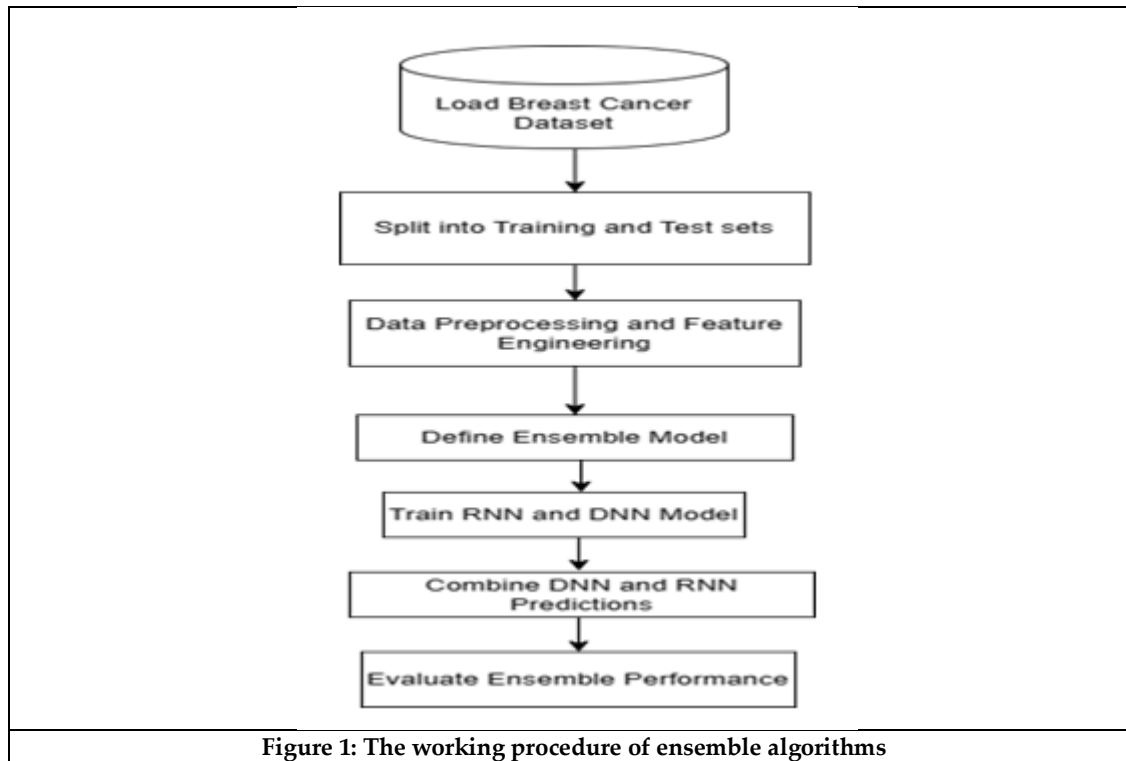 Load Breast Cancer
Dataset
Split into Training and Test sets
Data Preprocessing and Feature
Engineering
Define Ensemble Model
Train RNN and DNN Model
Combine DNN and RNN
Predictions
Evaluate Ensemble Performance
Figure 1: The working procedure of ensemble algorithms